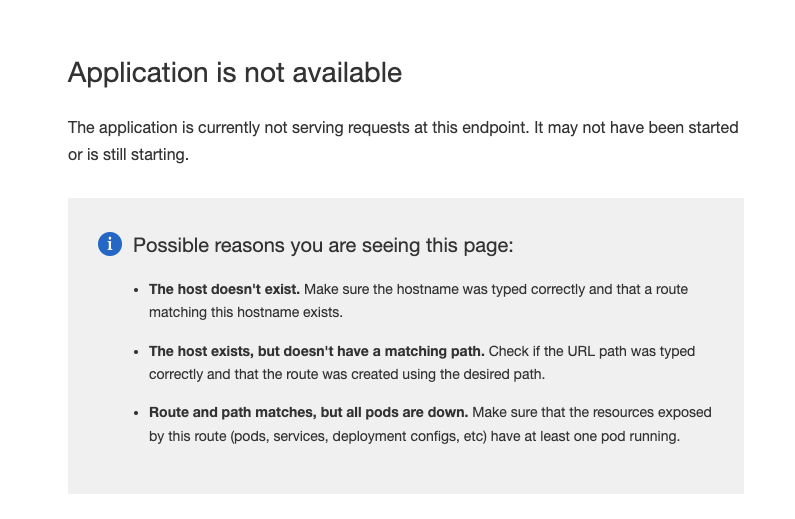 Application is not available
The application is currently not serving requests at this endpoint. It may not have been started
or is still starting.
i Possible reasons you are seeing this page:
• The host doesn't exist. Make sure the hostname was typed correctly and that a route
matching this hostname exists.
• The host exists, but doesn't have a matching path. Check if the URL path was typed
correctly and that the route was created using the desired path.
• Route and path matches, but all pods are down. Make sure that the resources exposed
by this route (pods, services, deployment configs, etc) have at least one pod running.